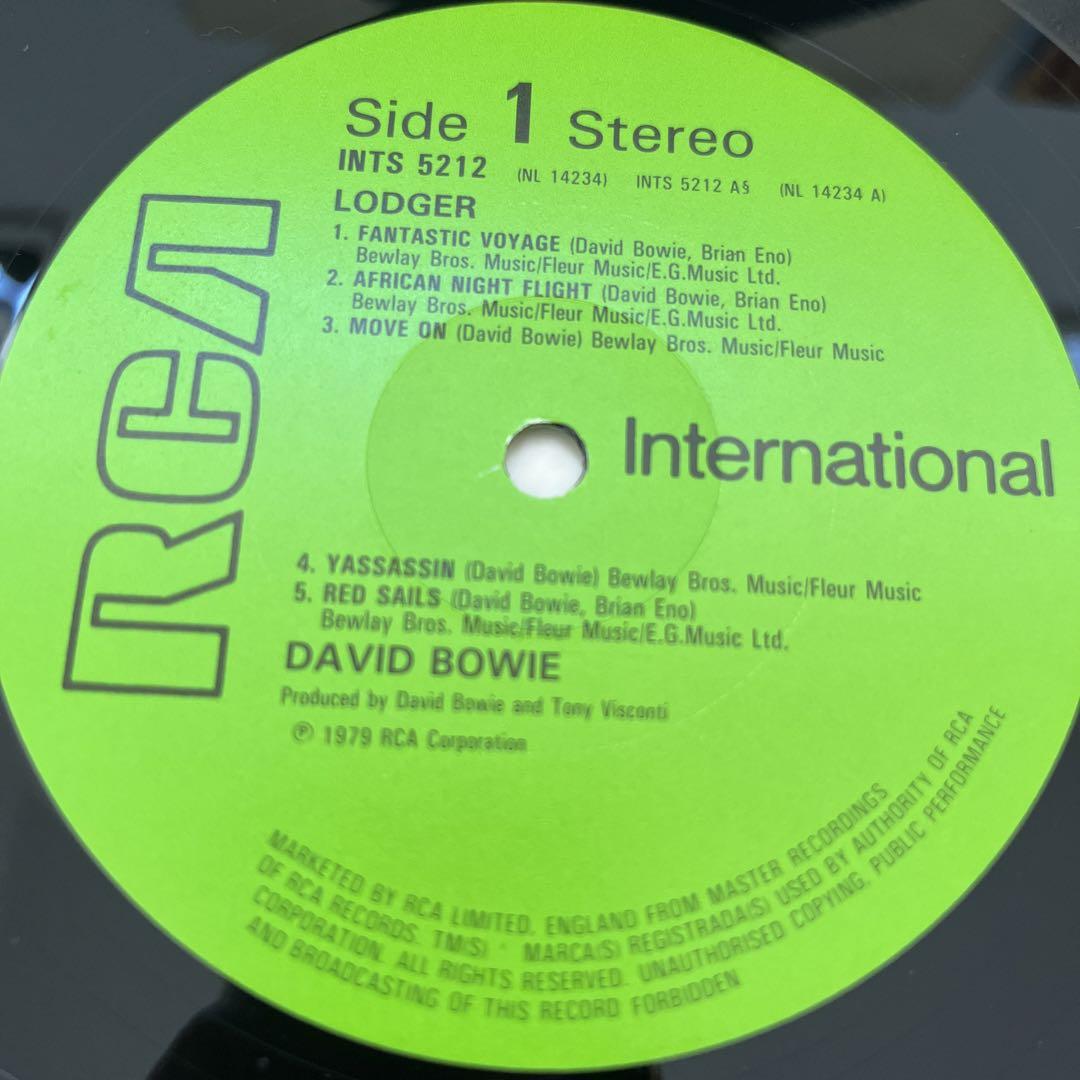 Side 1 Stereo
INTS 5212 (NL 14234) INTS 5212 A§ (NL 14234 A)
LODGER
1. FANTASTIC VOYAGE (David Bowie, Brian Eno)
Bewlay Bros. Music/Fleur Music/E.G.Music Ltd.
2. AFRICAN NIGHT FLIGHT (David Bowie, Brian Eno)
Bewlay Bros. Music/Fleur Music/E.G.Music Ltd.
3. MOVE ON (David Bowie) Bewlay Bros. Music/Fleur Music
RCA
International
4. YASSASSIN (David Bowie) Bewlay Bros. Music/Fleur Music
5. RED SAILS (David Bowie, Brian Eno)
Bewlay Bros. Music/Fleur Music/E.G.Music Ltd.
DAVID BOWIE
Produced by David Bowie and Tony Visconti
℗ 1979 RCA Corporation
MARKETED BY RCA LIMITED. ENGLAND FROM MASTER RECORDINGS
OF RCA RECORDS. TM(S) ' MARCA(S) REGISTRADA(S) USED BY AUTHORITY OF RCA
CORPORATION. ALL RIGHTS RESERVED. UNAUTHORISED COPYING, PUBLIC PERFORMANCE
AND BROADCASTING OF THIS RECORD FORBIDDEN